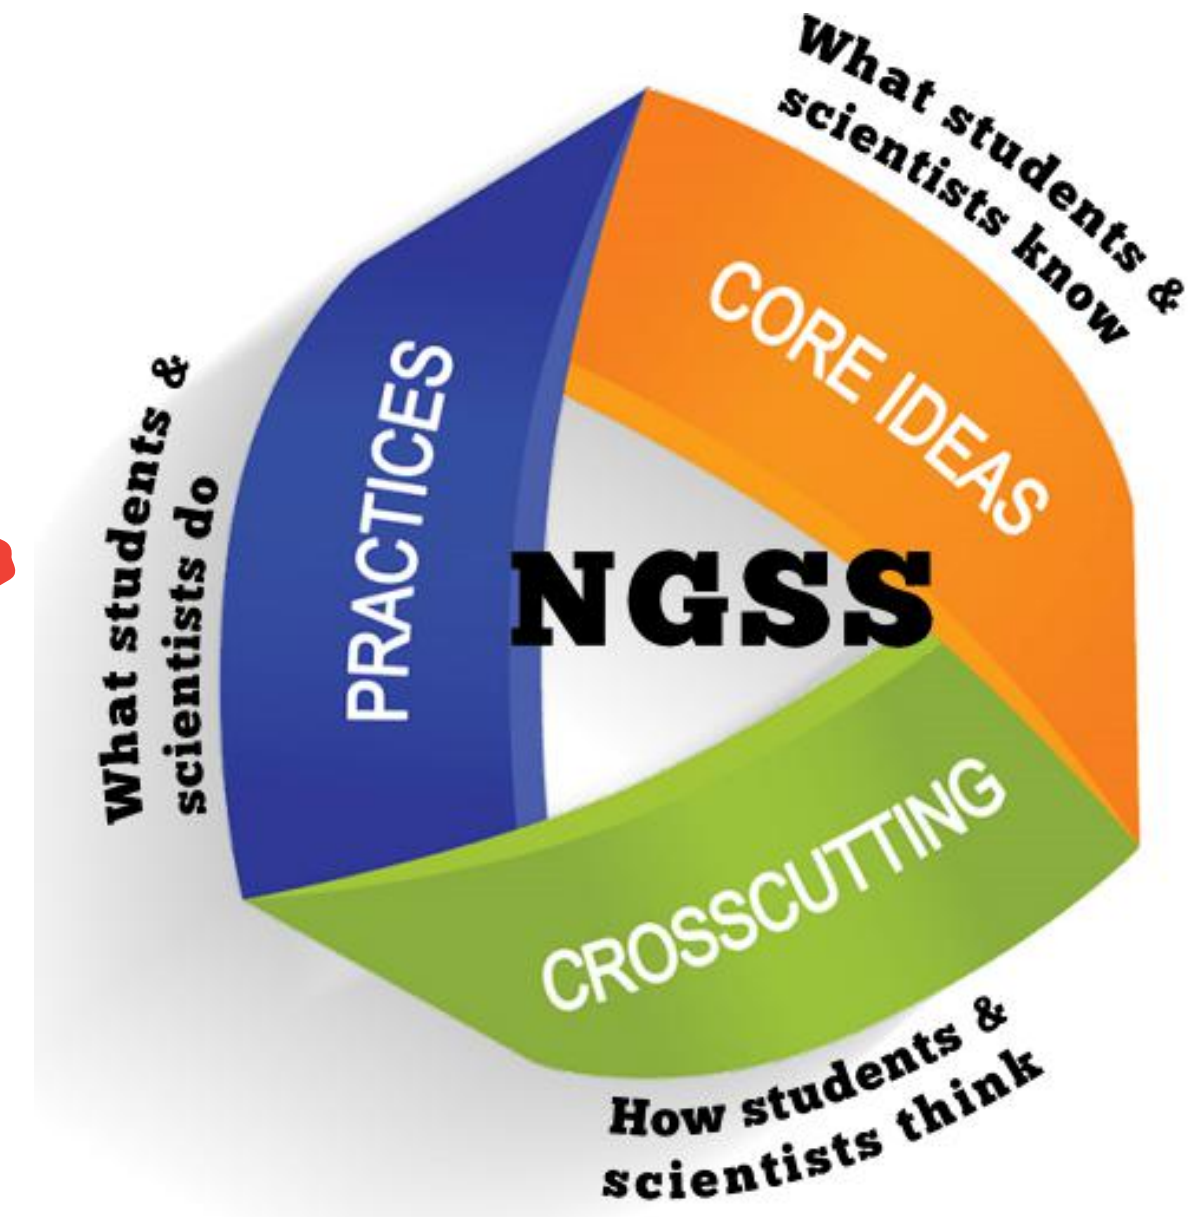 What students &
scientists know
CORE IDEAS
PRACTICES
What students &
scientists do
NGSS
CROSSCUTTING
How students &
scientists think